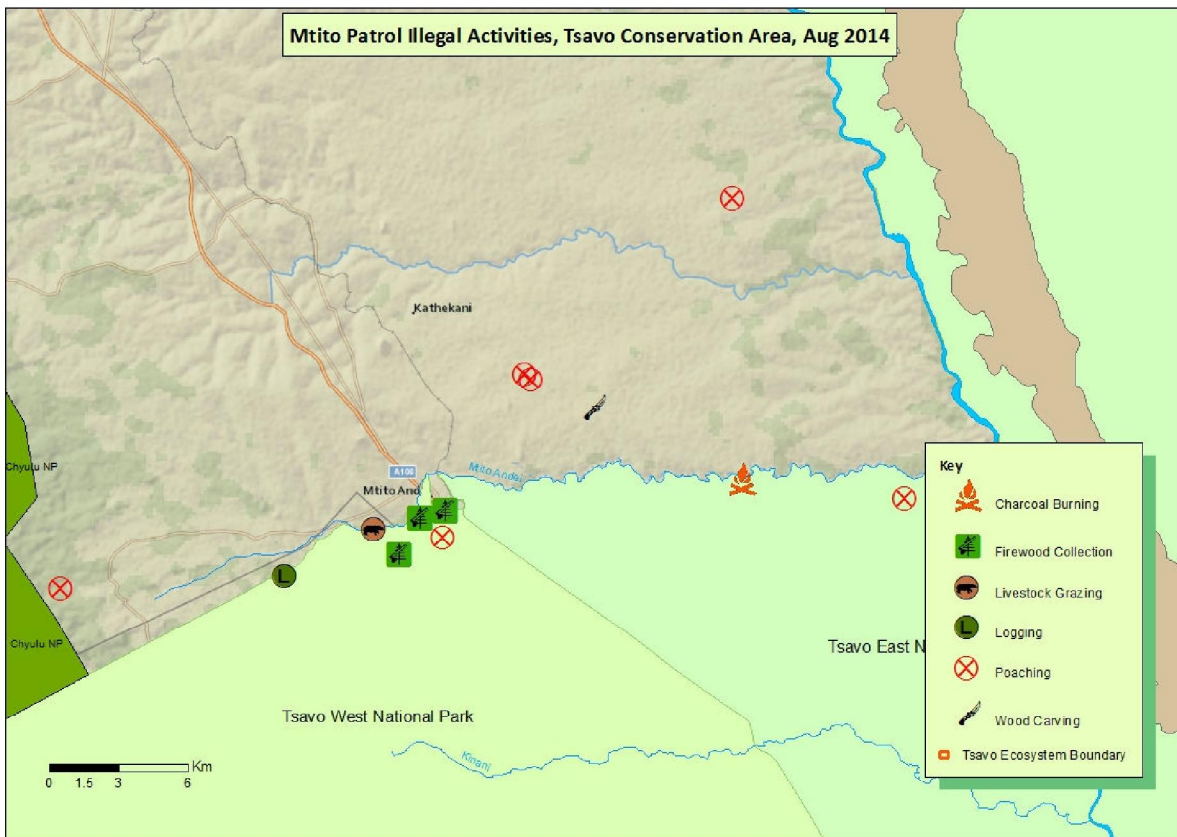 Mtito Patrol Illegal Activities, Tsavo Conservation Area, Aug 2014
Kathekani
Chyulu NP
A109
Mtito Andei
Mtito And
Key
Charcoal Burning
Firewood Collection
Livestock Grazing
Logging
Poaching
Wood Carving
Tsavo Ecosystem Boundary
Chyulu NP
Tsavo East N
Tsavo West National Park
Kinani
Km
0 1.5 3 6